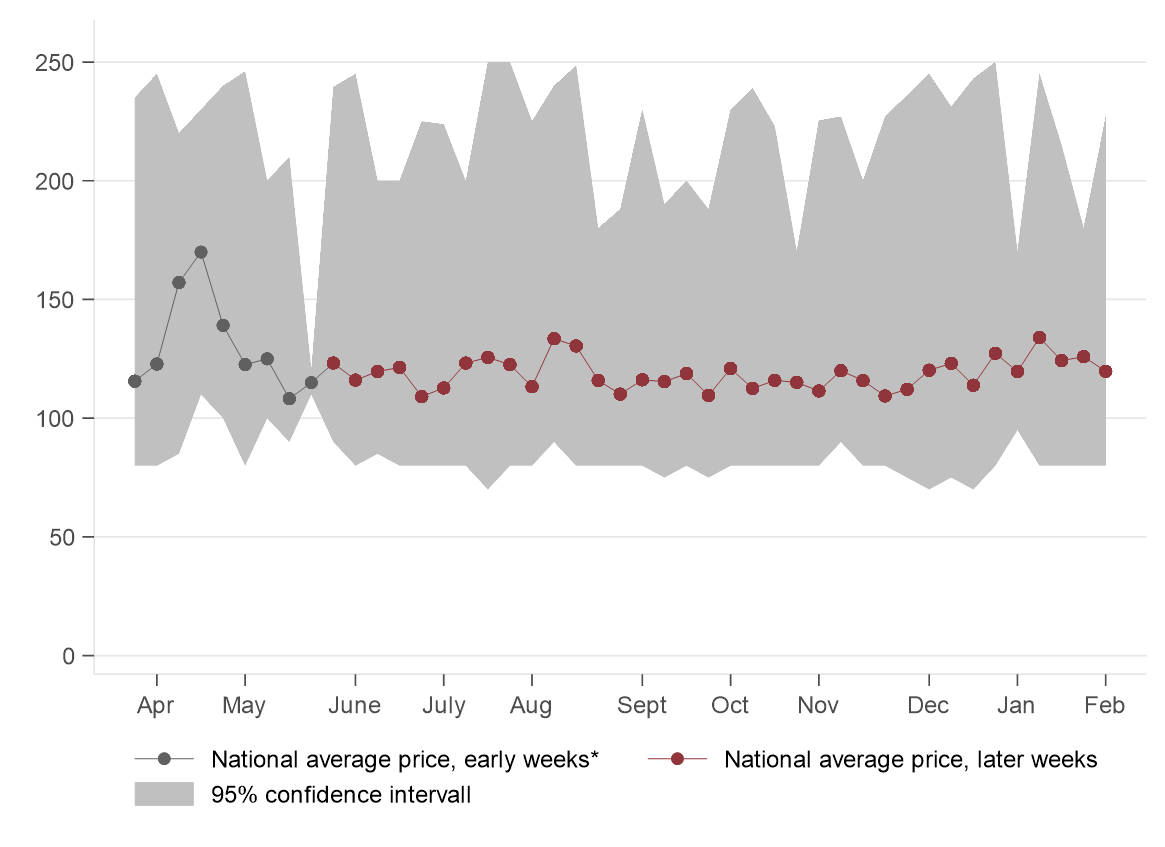 250
200
150
100
50
0
Apr May June July Aug Sept Oct Nov Dec Jan Feb
National average price, early weeks* National average price, later weeks
95% confidence intervall